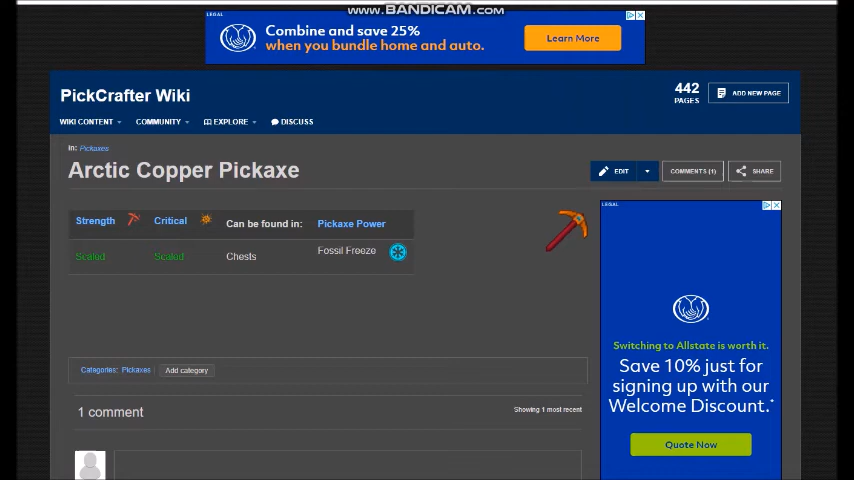 WWW.BANDICAM.COM
LEGAL
Combine and save 25%
when you bundle home and auto.
Learn More
PickCrafter Wiki
442
PAGES
ADD NEW PAGE
WIKI CONTENT
COMMUNITY
EXPLORE
DISCUSS
In: Pickaxes
Arctic Copper Pickaxe
EDIT
COMMENTS (1)
SHARE
Strength
Critical
Can be found in:
Pickaxe Power
Scaled
Scaled
Chests
Fossil Freeze
LEGAL
Switching to Allstate is worth it.
Save 10% just for
signing up with our
Welcome Discount.*
Quote Now
Categories: Pickaxes
Add category
1 comment
Showing 1 most recent